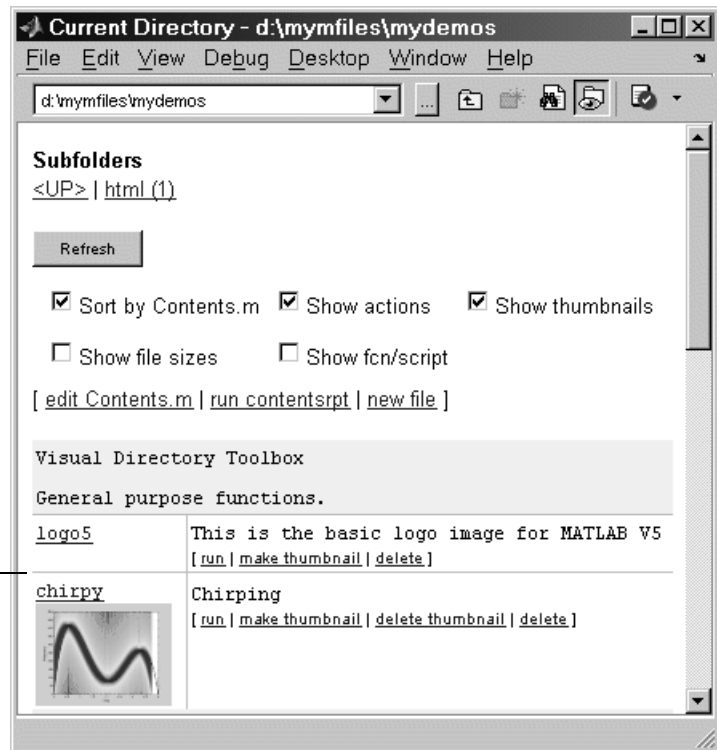 Current Directory - d:\mymfiles\mydemos
File Edit View Debug Desktop Window Help
d:\mymfiles\mydemos ...
Subfolders
<UP> | html (1)
Refresh
Sort by Contents.m Show actions Show thumbnails
Show file sizes Show fcn/script
[ edit Contents.m | run contentsrpt | new file ]
Visual Directory Toolbox
General purpose functions.
logo5 This is the basic logo image for MATLAB V5
[ run | make thumbnail | delete ]
chirpy Chirping
[ run | make thumbnail | delete thumbnail | delete ]